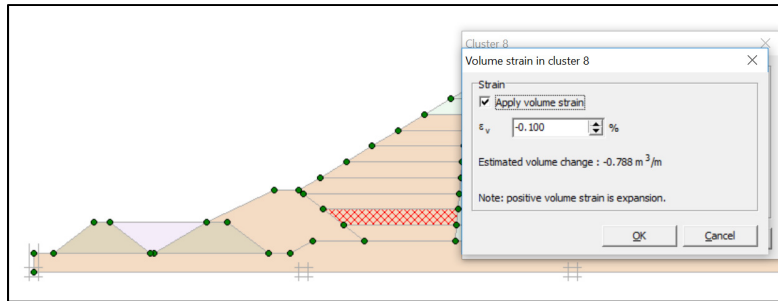 Cluster 8
Volume strain in cluster 8
Strain
Apply volume strain
εv -0.100 %
Estimated volume change : -0.788 m³/m
Note: positive volume strain is expansion.
OK Cancel